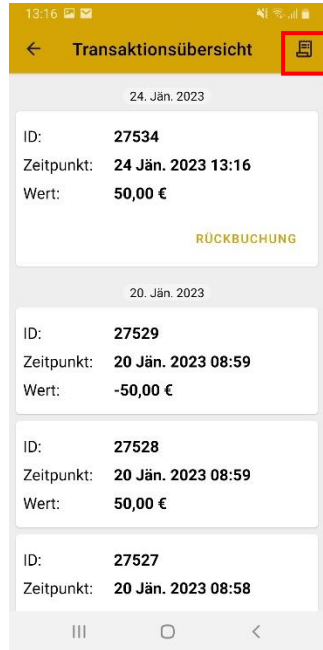 13:16
Transaktionsübersicht
24. Jän. 2023
ID: 27534
Zeitpunkt: 24 Jän. 2023 13:16
Wert: 50,00 €
RÜCKBUCHUNG
20. Jän. 2023
ID: 27529
Zeitpunkt: 20 Jän. 2023 08:59
Wert: -50,00 €
ID: 27528
Zeitpunkt: 20 Jän. 2023 08:59
Wert: 50,00 €
ID: 27527
Zeitpunkt: 20 Jän. 2023 08:58